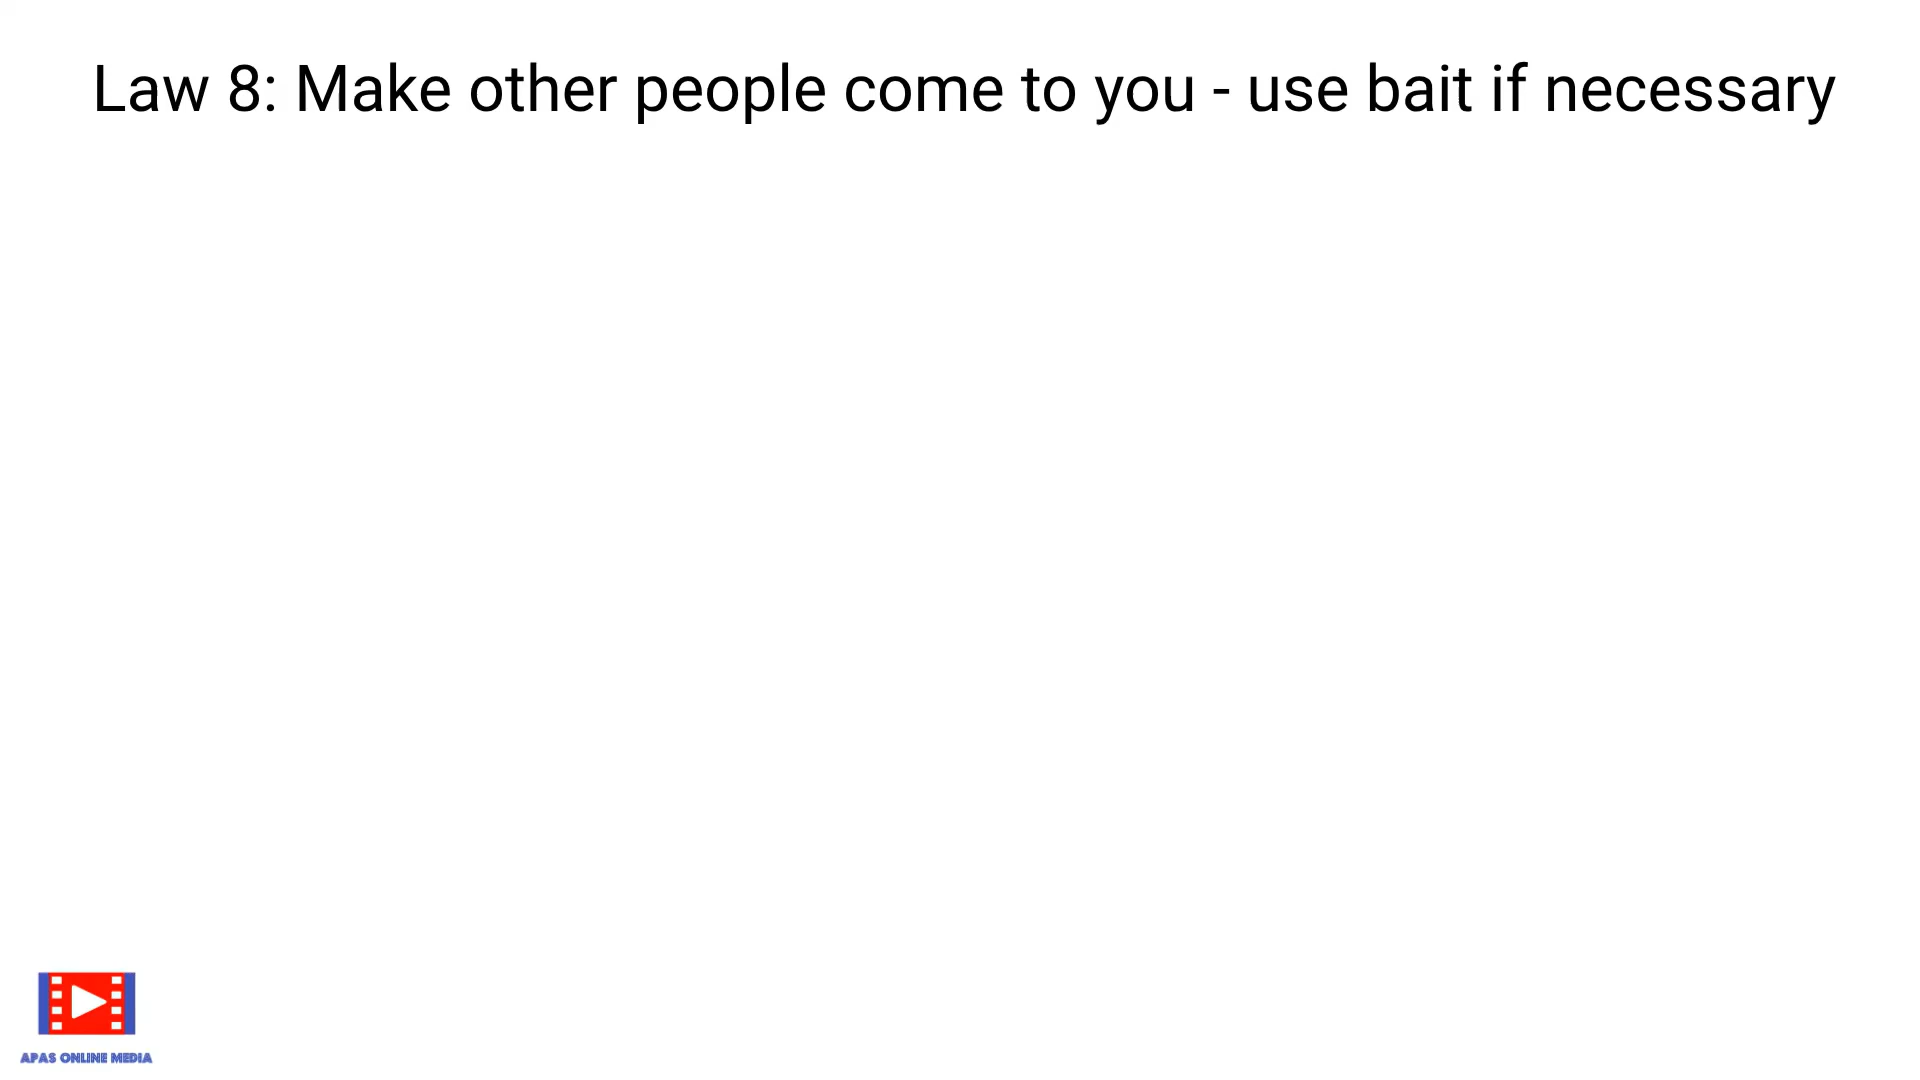 Law 8: Make other people come to you - use bait if necessary
APAS ONLINE MEDIA